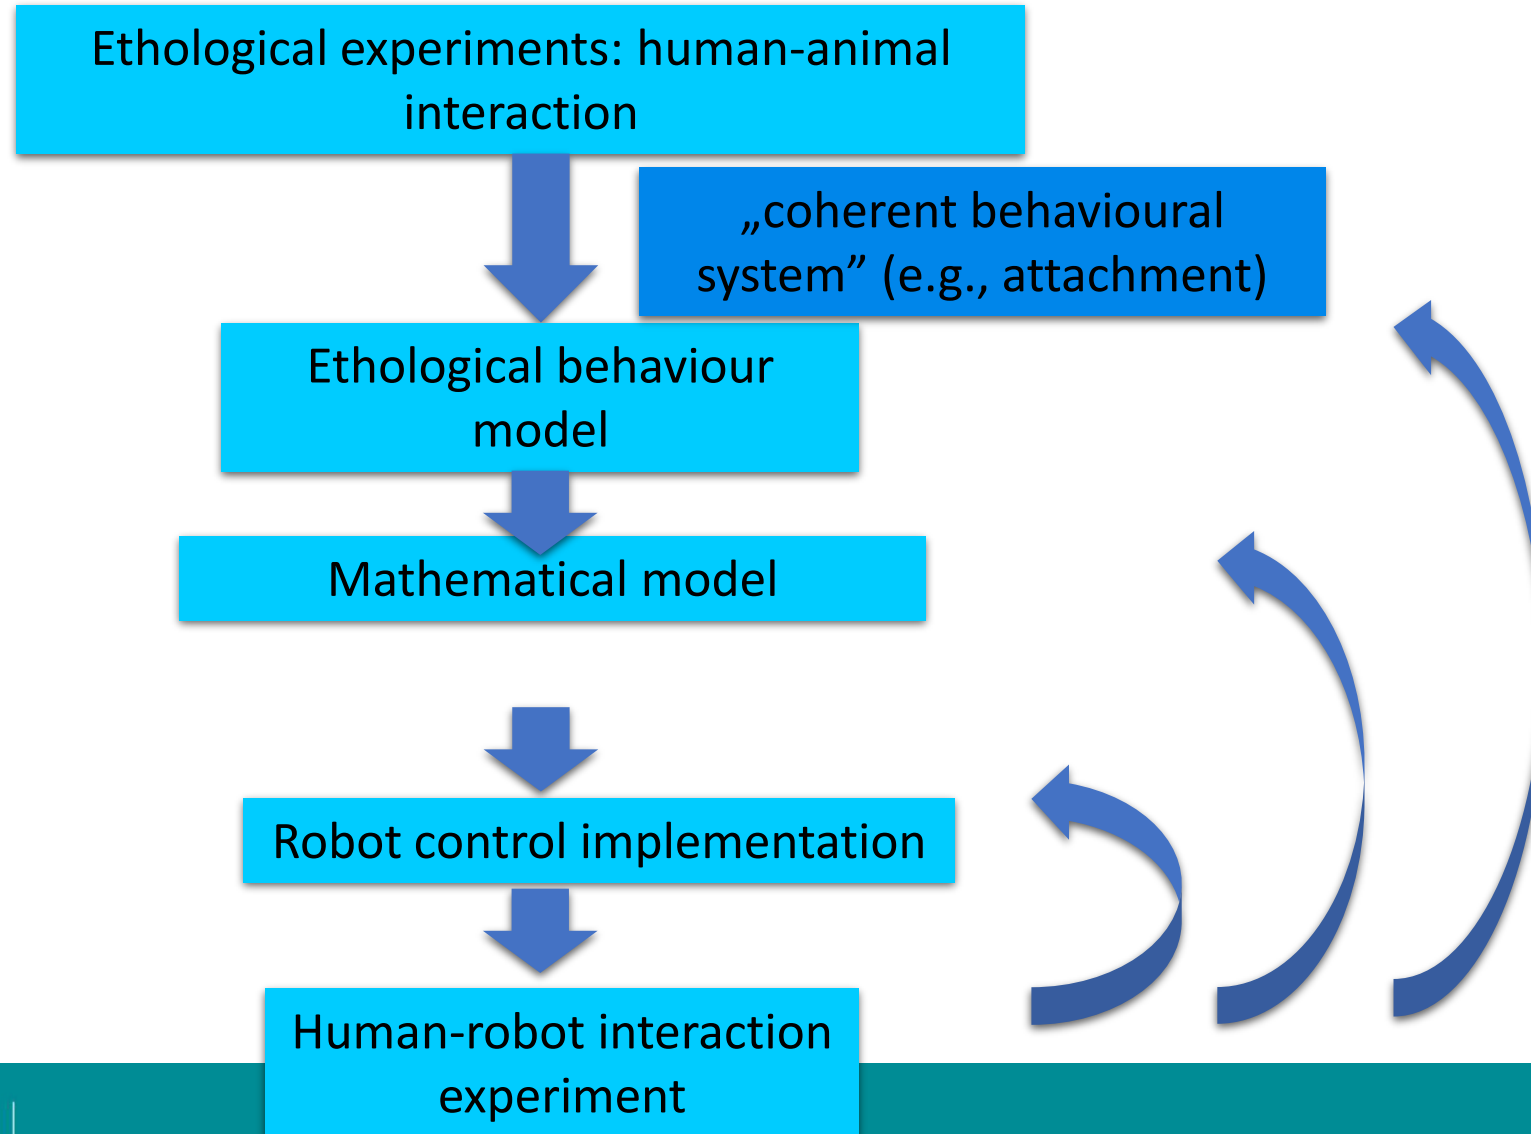 Ethological experiments: human-animal
interaction
„coherent behavioural
system” (e.g., attachment)
Ethological behaviour
model
Mathematical model
Robot control implementation
Human-robot interaction
experiment